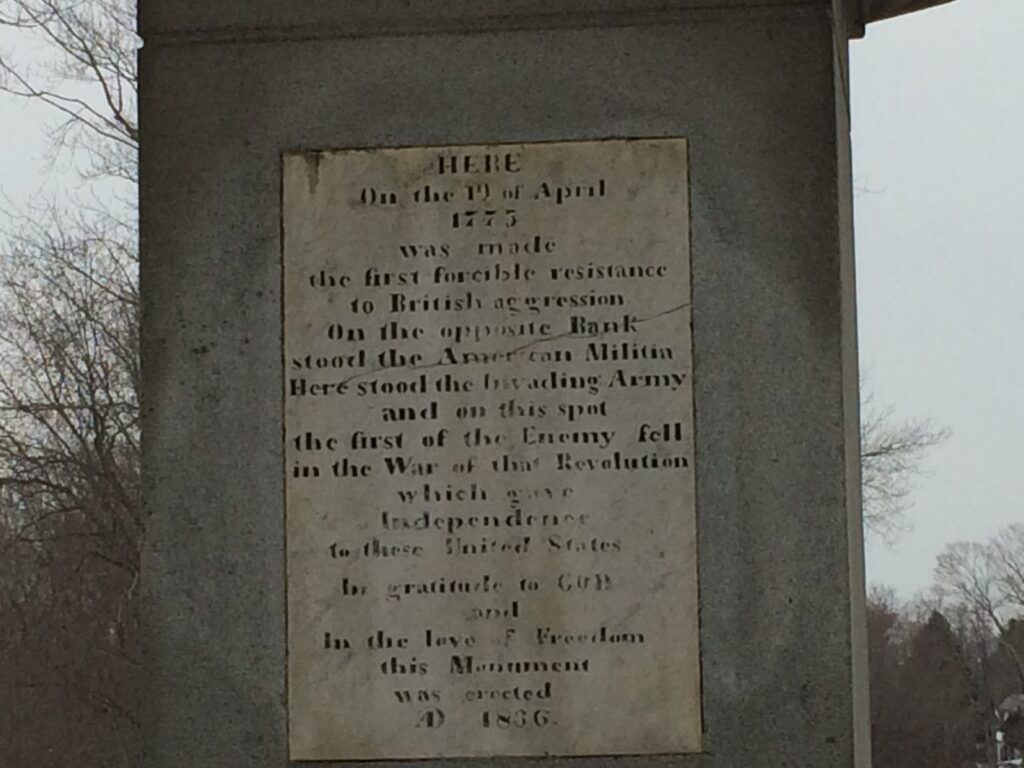 HERE
On the 19 of April
1775
was made
the first forcible resistance
to British aggression
On the opposite Bank
stood the American Militia
Here stood the Invading Army
and on this spot
the first of the Enemy fell
in the War of that Revolution
which gave
Independence
to these United States
In gratitude to GOD
and
In the love of Freedom
this Monument
was erected
AD 1836.